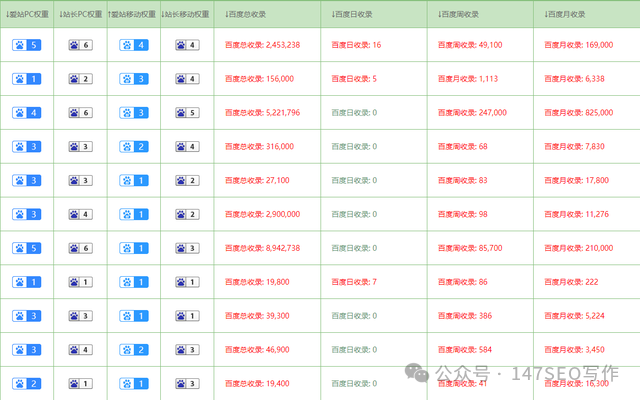 ↓爱站PC权重 ↓站长PC权重 ↑爱站移动权重 ↓站长移动权重 ↓百度总收录 ↓百度日收录 ↓百度周收录 ↓百度月收录
5 6 4 4 百度总收录: 2,453,238 百度日收录: 16 百度周收录: 49,100 百度月收录: 169,000
1 2 3 4 百度总收录: 156,000 百度日收录: 5 百度月收录: 1,113 百度月收录: 6,338
4 6 3 5 百度总收录: 5,221,796 百度日收录: 0 百度周收录: 247,000 百度月收录: 825,000
3 3 2 4 百度总收录: 316,000 百度日收录: 0 百度周收录: 68 百度月收录: 7,830
3 3 1 2 百度总收录: 27,100 百度日收录: 0 百度周收录: 83 百度月收录: 17,800
3 4 1 2 百度总收录: 2,900,000 百度日收录: 0 百度周收录: 98 百度月收录: 11,276
5 6 1 3 百度总收录: 8,942,738 百度日收录: 0 百度周收录: 85,700 百度月收录: 210,000
1 1 1 1 百度总收录: 19,800 百度日收录: 7 百度周收录: 86 百度月收录: 222
3 3 1 3 百度总收录: 39,300 百度日收录: 0 百度周收录: 386 百度月收录: 5,224
3 4 2 3 百度总收录: 46,900 百度日收录: 0 百度周收录: 584 百度月收录: 3,450
2 1 1 3 百度总收录: 19,400 百度日收录: 0 百度周收录: 41 百度月收录: 16,300
公众号 · 147SEO写作